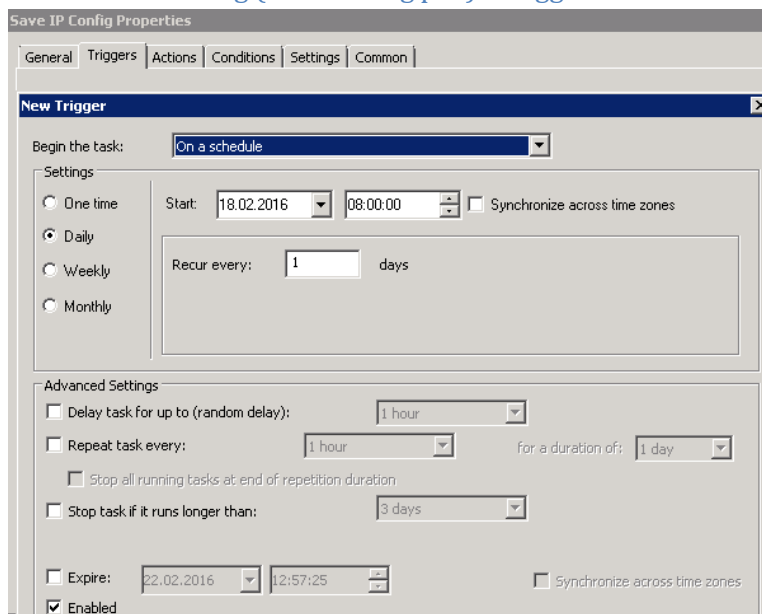 Save IP Config Properties
General Triggers Actions Conditions Settings Common
New Trigger
Begin the task: On a schedule
Settings
One time Start: 18.02.2016 08:00:00 Synchronize across time zones
Daily
Recur every: 1 days
Weekly
Monthly
Advanced Settings
Delay task for up to (random delay): 1 hour
Repeat task every: 1 hour for a duration of: 1 day
Stop all running tasks at end of repetition duration
Stop task if it runs longer than: 3 days
Expire: 22.02.2016 12:57:25 Synchronize across time zones
Enabled